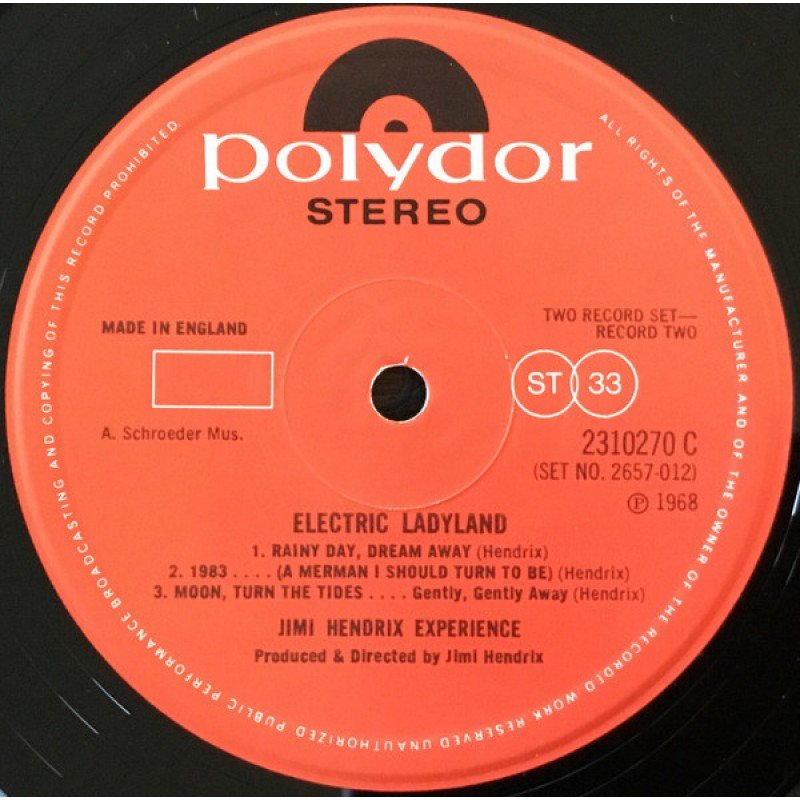 polydor
STEREO
MADE IN ENGLAND
TWO RECORD SET—
RECORD TWO
ST 33
A. Schroeder Mus.
2310270 C
(SET NO. 2657-012)
℗ 1968
ELECTRIC LADYLAND
1. RAINY DAY, DREAM AWAY (Hendrix)
2. 1983 . . . . (A MERMAN I SHOULD TURN TO BE) (Hendrix)
3. MOON, TURN THE TIDES . . . . Gently, Gently Away (Hendrix)
JIMI HENDRIX EXPERIENCE
Produced & Directed by Jimi Hendrix
ALL RIGHTS OF THE MANUFACTURER AND OF THE OWNER OF THE RECORDED WORK RESERVED UNAUTHORIZED PUBLIC PERFORMANCE BROADCASTING AND COPYING OF THIS RECORD PROHIBITED.